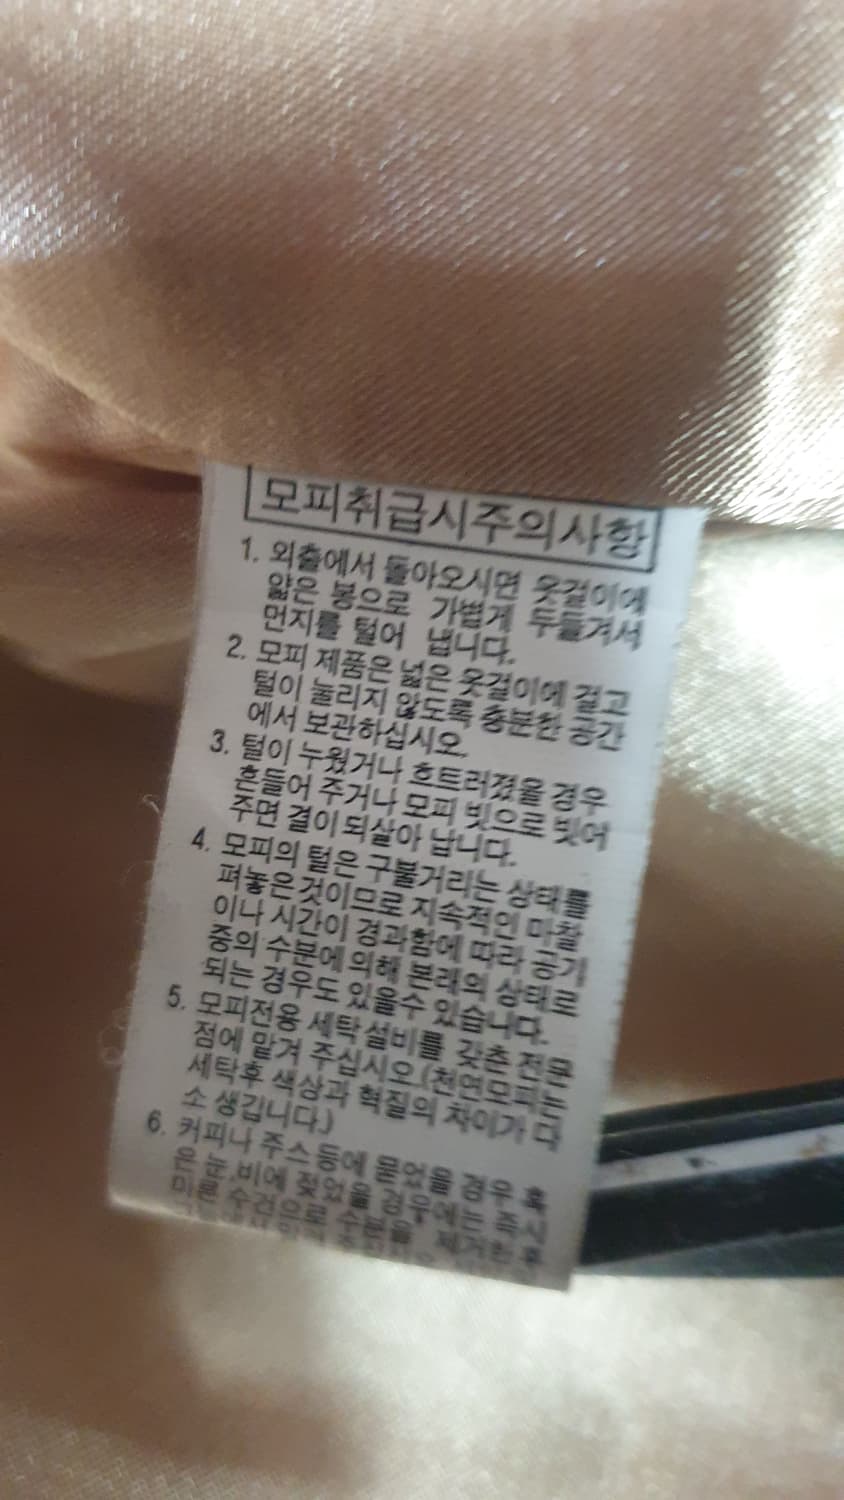 모피취급시주의사항
1. 외출에서 돌아오시면 옷걸이에
얇은 봉으로 가볍게 두들겨서
먼지를 털어 냅니다.
2. 모피 제품은 넓은 옷걸이에 걸고
털이 눌리지 않도록 충분한 공간
에서 보관하십시오.
3. 털이 누웠거나 흐트러졌을 경우
흔들어 주거나 모피 빗으로 빗어
주면 결이 되살아 납니다.
4. 모피의 털은 구불거리는 상태를
펴놓은것이므로 지속적인 마찰
이나 시간이 경과함에 따라 공기
중의 수분에 의해 본래의 상태로
되는 경우도 있을수 있습니다.
5. 모피전용 세탁설비를 갖춘 전문
점에 맡겨 주십시오.(천연모피는
세탁후 색상과 혁질의 차이가 다
소 생깁니다.)
6. 커피나 주스 등에 묻었을 경우 혹
은 눈,비에 젖었을 경우에는 즉시
마른 수건으로 수분을 제거한 후